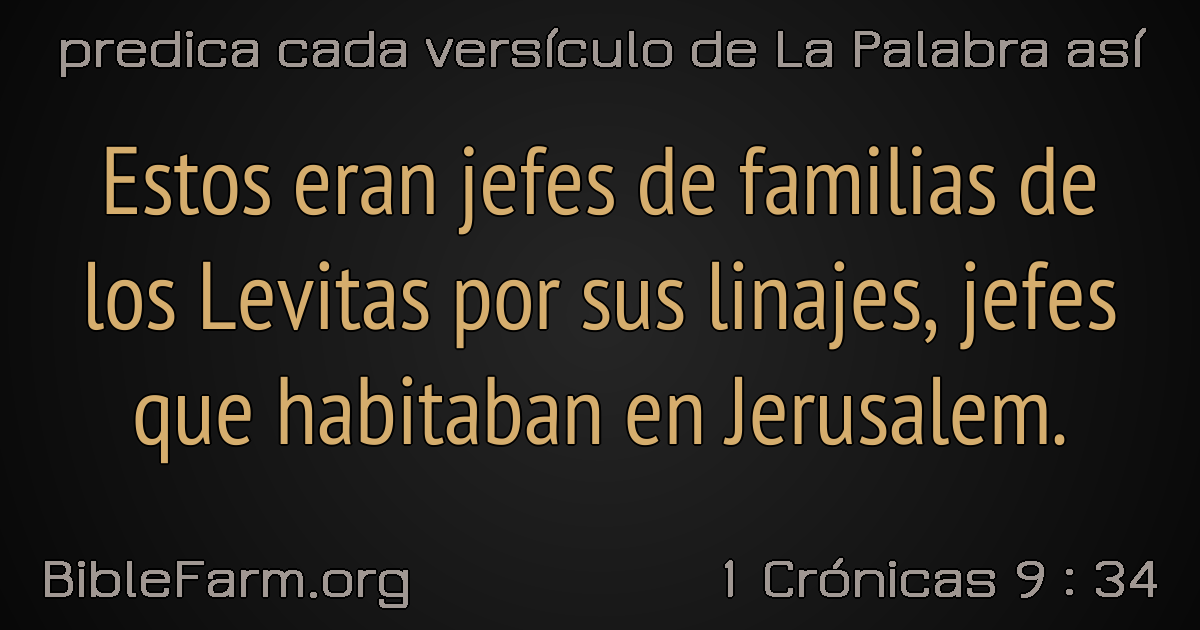 predica cada versículo de La Palabra así
Estos eran jefes de familias de
los Levitas por sus linajes, jefes
que habitaban en Jerusalem.
BibleFarm.org
1 Crónicas 9 : 34